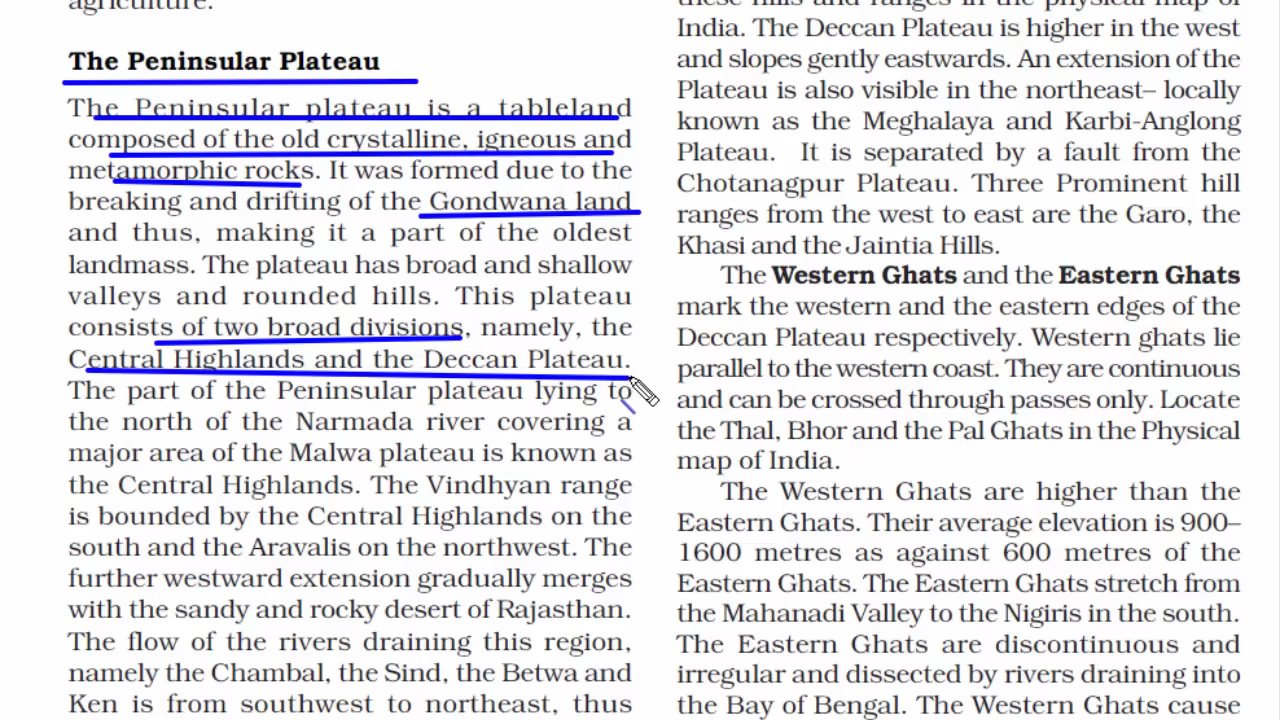 agriculture.
The Peninsular Plateau
The Peninsular plateau is a tableland
composed of the old crystalline, igneous and
metamorphic rocks. It was formed due to the
breaking and drifting of the Gondwana land
and thus, making it a part of the oldest
landmass. The plateau has broad and shallow
valleys and rounded hills. This plateau
consists of two broad divisions, namely, the
Central Highlands and the Deccan Plateau.
The part of the Peninsular plateau lying to
the north of the Narmada river covering a
major area of the Malwa plateau is known as
the Central Highlands. The Vindhyan range
is bounded by the Central Highlands on the
south and the Aravalis on the northwest. The
further westward extension gradually merges
with the sandy and rocky desert of Rajasthan.
The flow of the rivers draining this region,
namely the Chambal, the Sind, the Betwa and
Ken is from southwest to northeast, thus
these hills and ranges in the physical map of
India. The Deccan Plateau is higher in the west
and slopes gently eastwards. An extension of the
Plateau is also visible in the northeast– locally
known as the Meghalaya and Karbi-Anglong
Plateau. It is separated by a fault from the
Chotanagpur Plateau. Three Prominent hill
ranges from the west to east are the Garo, the
Khasi and the Jaintia Hills.
The Western Ghats and the Eastern Ghats
mark the western and the eastern edges of the
Deccan Plateau respectively. Western ghats lie
parallel to the western coast. They are continuous
and can be crossed through passes only. Locate
the Thal, Bhor and the Pal Ghats in the Physical
map of India.
The Western Ghats are higher than the
Eastern Ghats. Their average elevation is 900–
1600 metres as against 600 metres of the
Eastern Ghats. The Eastern Ghats stretch from
the Mahanadi Valley to the Nigiris in the south.
The Eastern Ghats are discontinuous and
irregular and dissected by rivers draining into
the Bay of Bengal. The Western Ghats cause